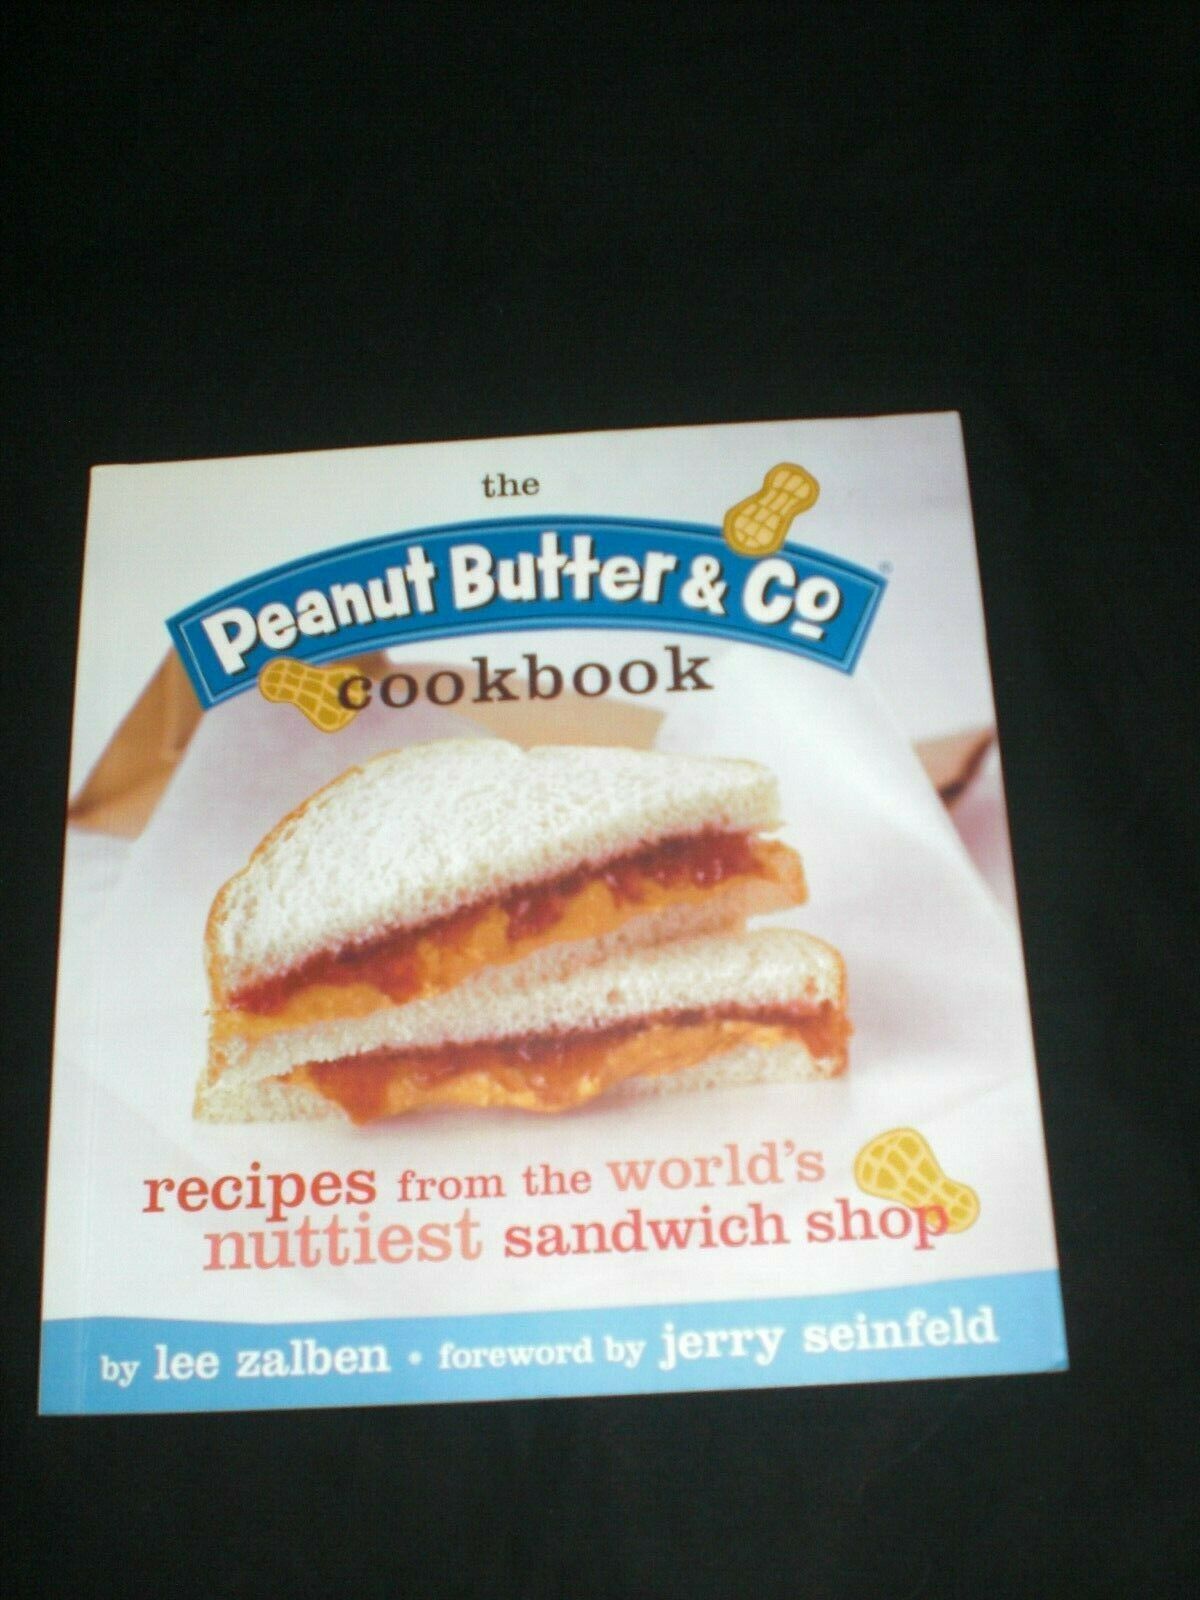 the
Peanut Butter & Co ®
cookbook
recipes from the world's
nuttiest sandwich shop
by lee zalben • foreword by jerry seinfeld